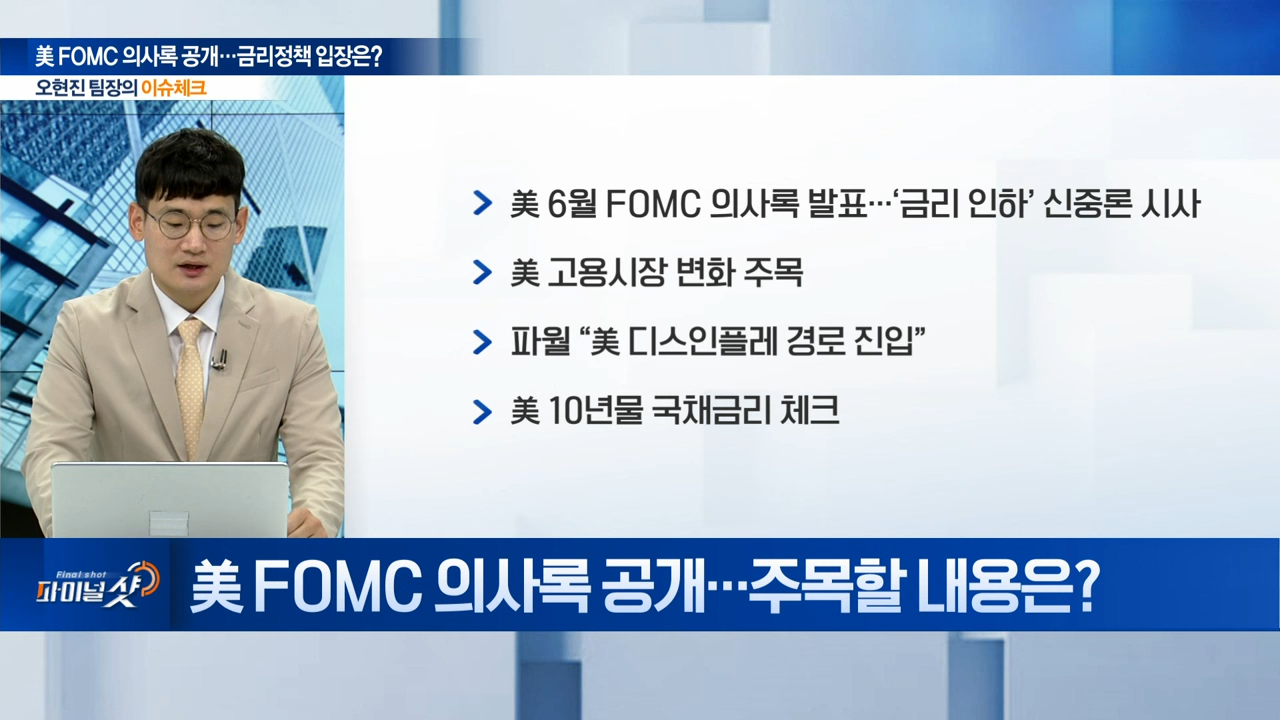 美 FOMC 의사록 공개…금리정책 입장은?
오현진 팀장의 이슈체크
美 6월 FOMC 의사록 발표…‘금리 인하’ 신중론 시사
美 고용시장 변화 주목
파월 “美 디스인플레 경로 진입”
美 10년물 국채금리 체크
Final shot
파이널샷
美 FOMC 의사록 공개…주목할 내용은?